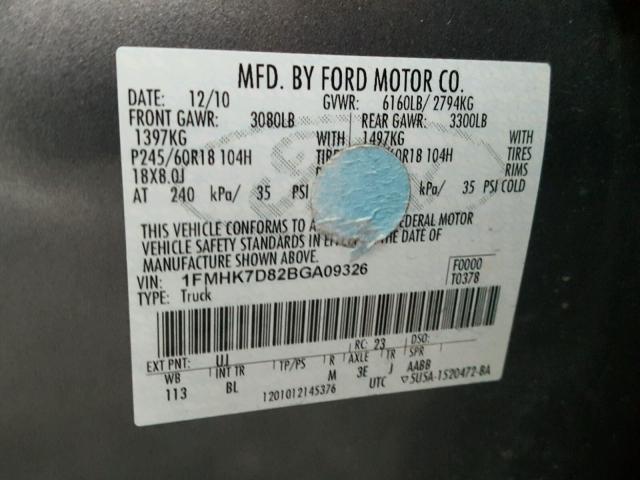 MFD. BY FORD MOTOR CO.
DATE: 12/10 GVWR: 6160LB/ 2794KG
FRONT GAWR: 3080LB REAR GAWR: 3300LB
1397KG WITH 1497KG WITH
P245/60R18 104H TIRES 60R18 104H TIRES
18X8.0J RIMS
AT 240 kPa/ 35 PSI kPa/ 35 PSI COLD
THIS VEHICLE CONFORMS TO A FEDERAL MOTOR
VEHICLE SAFETY STANDARDS IN EFFE THE DATE OF
MANUFACTURE SHOWN ABOVE.
VIN: 1FMHK7D82BGA09326 F0000
TYPE: Truck T0378
EXT PNT: UJ RC: 23 DSO:
WB INT TR TP/PS R AXLE TR SPR
113 BL M 3E J AABB
1201012145376 UTC ▽5USA-1520472-BA